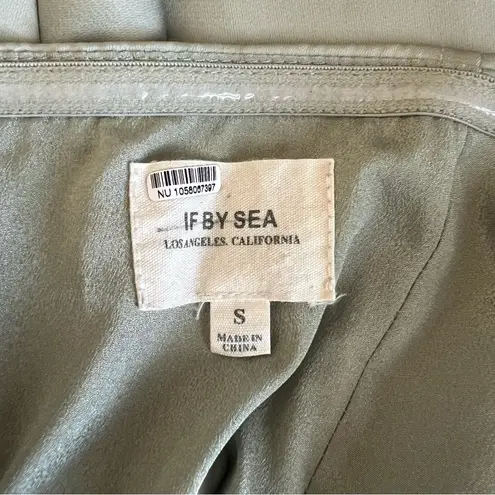 NU 1058067397
IF BY SEA
LOS ANGELES, CALIFORNIA
S
MADE IN
CHINA